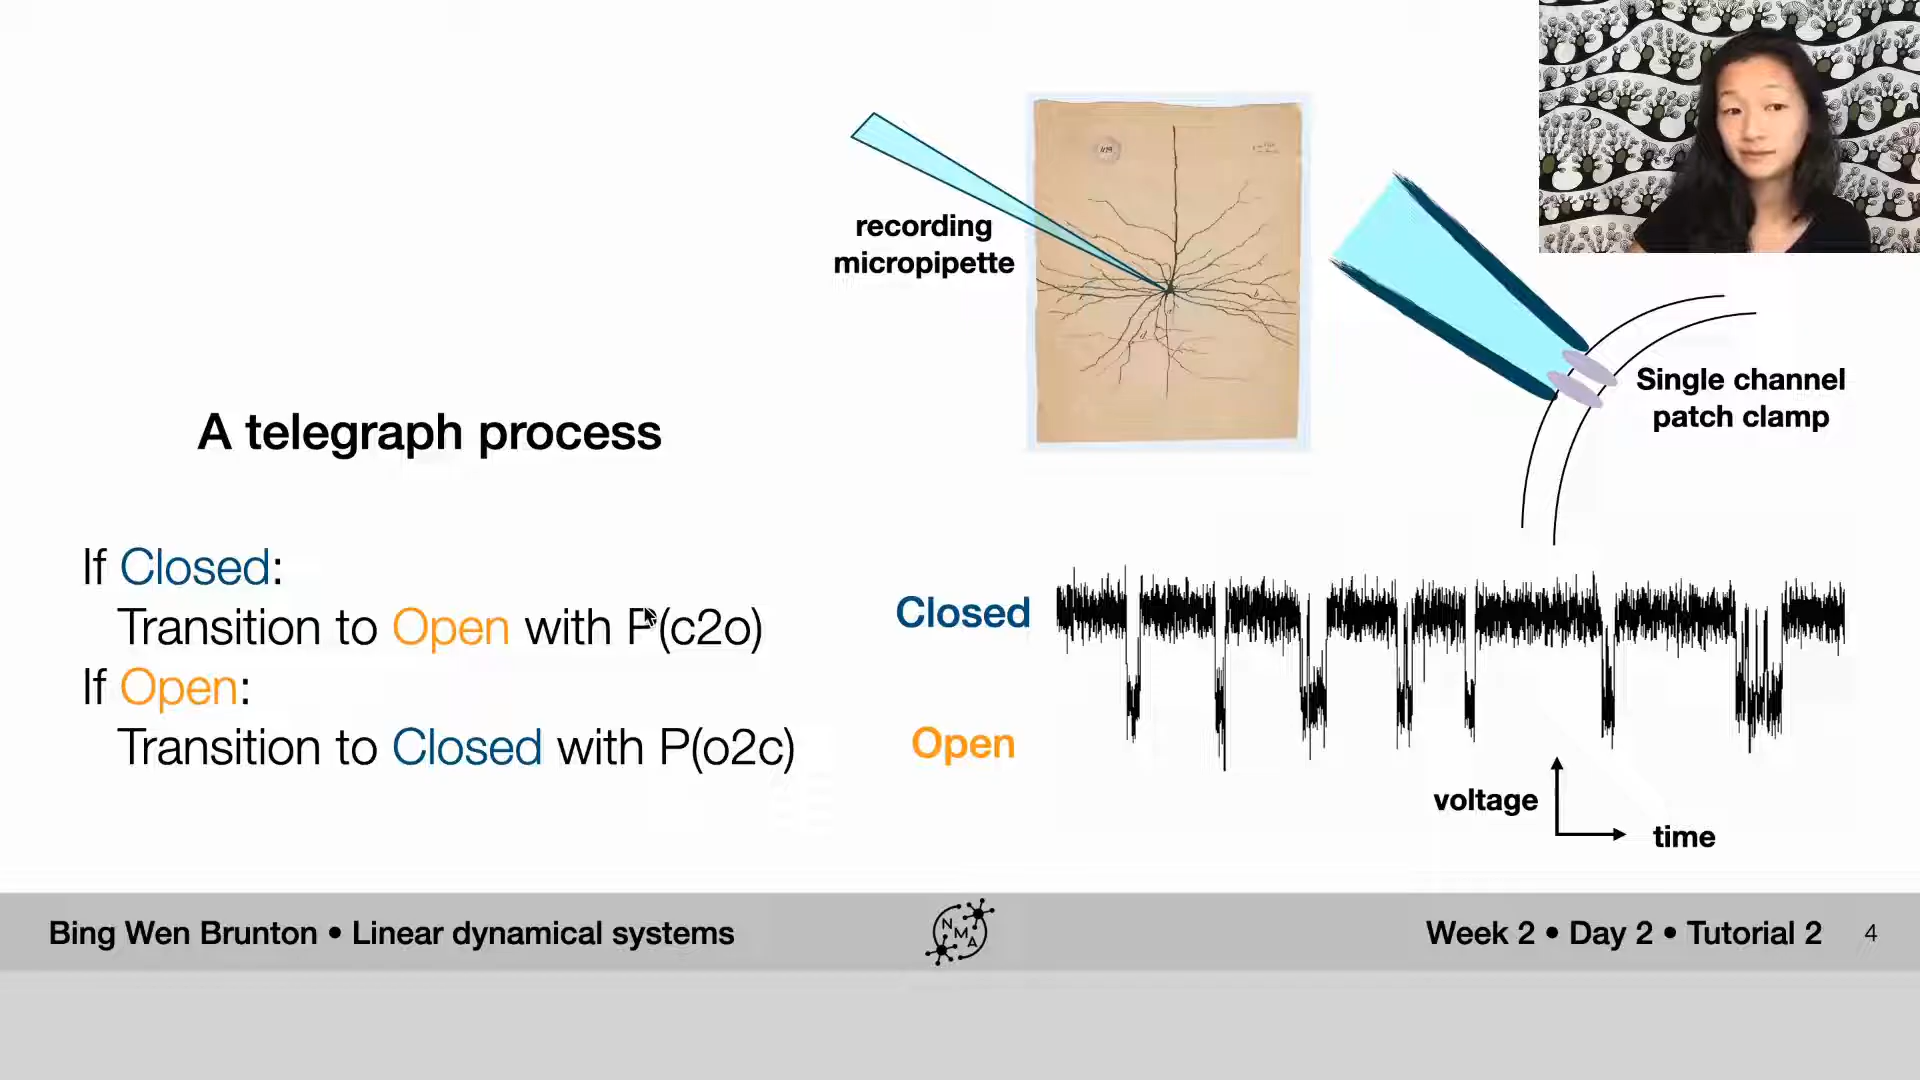 recording
micropipette
Single channel
patch clamp
A telegraph process
If Closed:
Transition to Open with P(c2o)
If Open:
Transition to Closed with P(o2c)
Closed
Open
voltage
time
Bing Wen Brunton • Linear dynamical systems
NMA
Week 2 • Day 2 • Tutorial 2 4